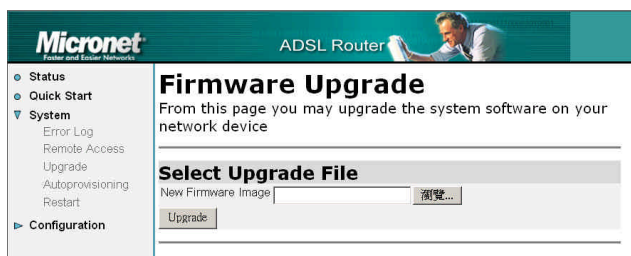 Micronet
Faster and Easier Networks
ADSL Router
Status
Quick Start
System
Error Log
Remote Access
Upgrade
Autoprovisioning
Restart
Configuration
Firmware Upgrade
From this page you may upgrade the system software on your
network device
Select Upgrade File
New Firmware Image
瀏覽...
Upgrade